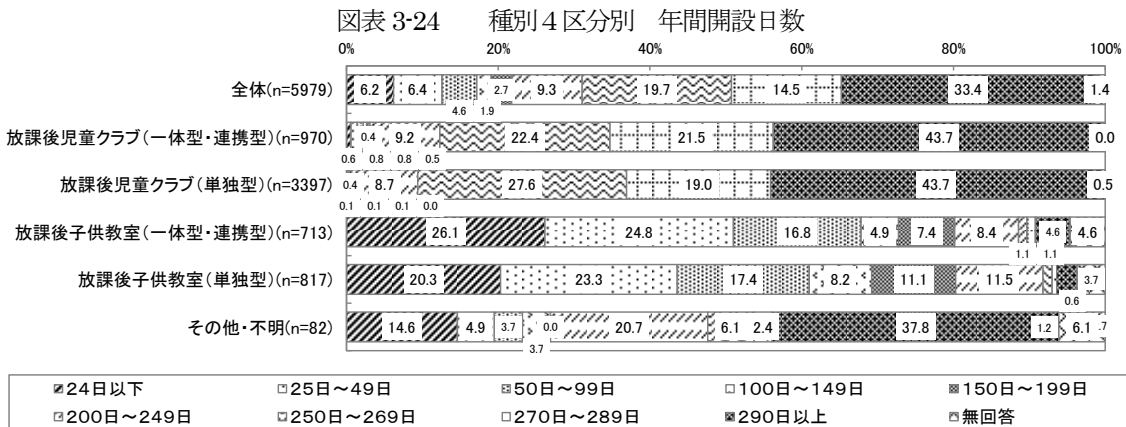 図表 3-24 種別４区分別 年間開設日数
0% 20% 40% 60% 80% 100%
全体(n=5979) 6.2 6.4 4.6 1.9 2.7 9.3 19.7 14.5 33.4 1.4
放課後児童クラブ(一体型・連携型)(n=970) 0.6 0.8 0.4 0.8 0.5 9.2 22.4 21.5 43.7 0.0
放課後児童クラブ(単独型)(n=3397) 0.1 0.4 0.1 0.1 0.0 8.7 27.6 19.0 43.7 0.5
放課後子供教室(一体型・連携型)(n=713) 26.1 24.8 16.8 4.9 7.4 8.4 1.1 1.1 4.6 4.6
放課後子供教室(単独型)(n=817) 20.3 23.3 17.4 8.2 11.1 11.5 0.6 3.7
その他・不明(n=82) 14.6 4.9 3.7 3.7 0.0 20.7 6.1 2.4 37.8 1.2 6.1 .7
24日以下 25日～49日 50日～99日 100日～149日 150日～199日
200日～249日 250日～269日 270日～289日 290日以上 無回答